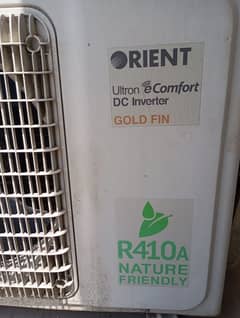 ORIENT
Ultron eComfort
DC Inverter
GOLD FIN
R410A
NATURE
FRIENDLY